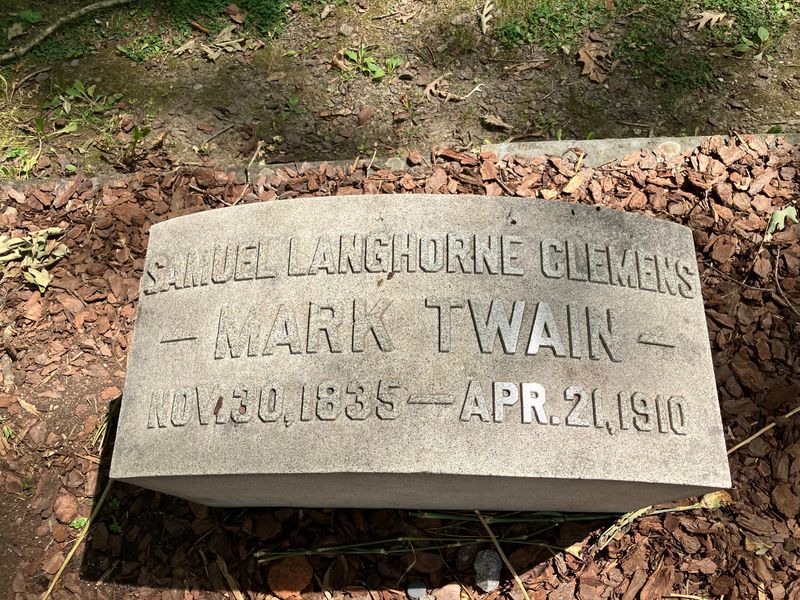 SAMUEL LANGHORNE CLEMENS
— MARK TWAIN —
NOV. 30, 1835 — APR. 21, 1910